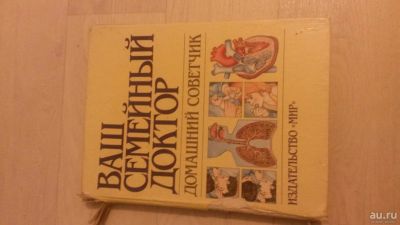 ВАШ
СЕМЕЙНЫЙ
ДОКТОР
ДОМАШНИЙ СОВЕТЧИК
ИЗДАТЕЛЬСТВО «МИР»
au.ru